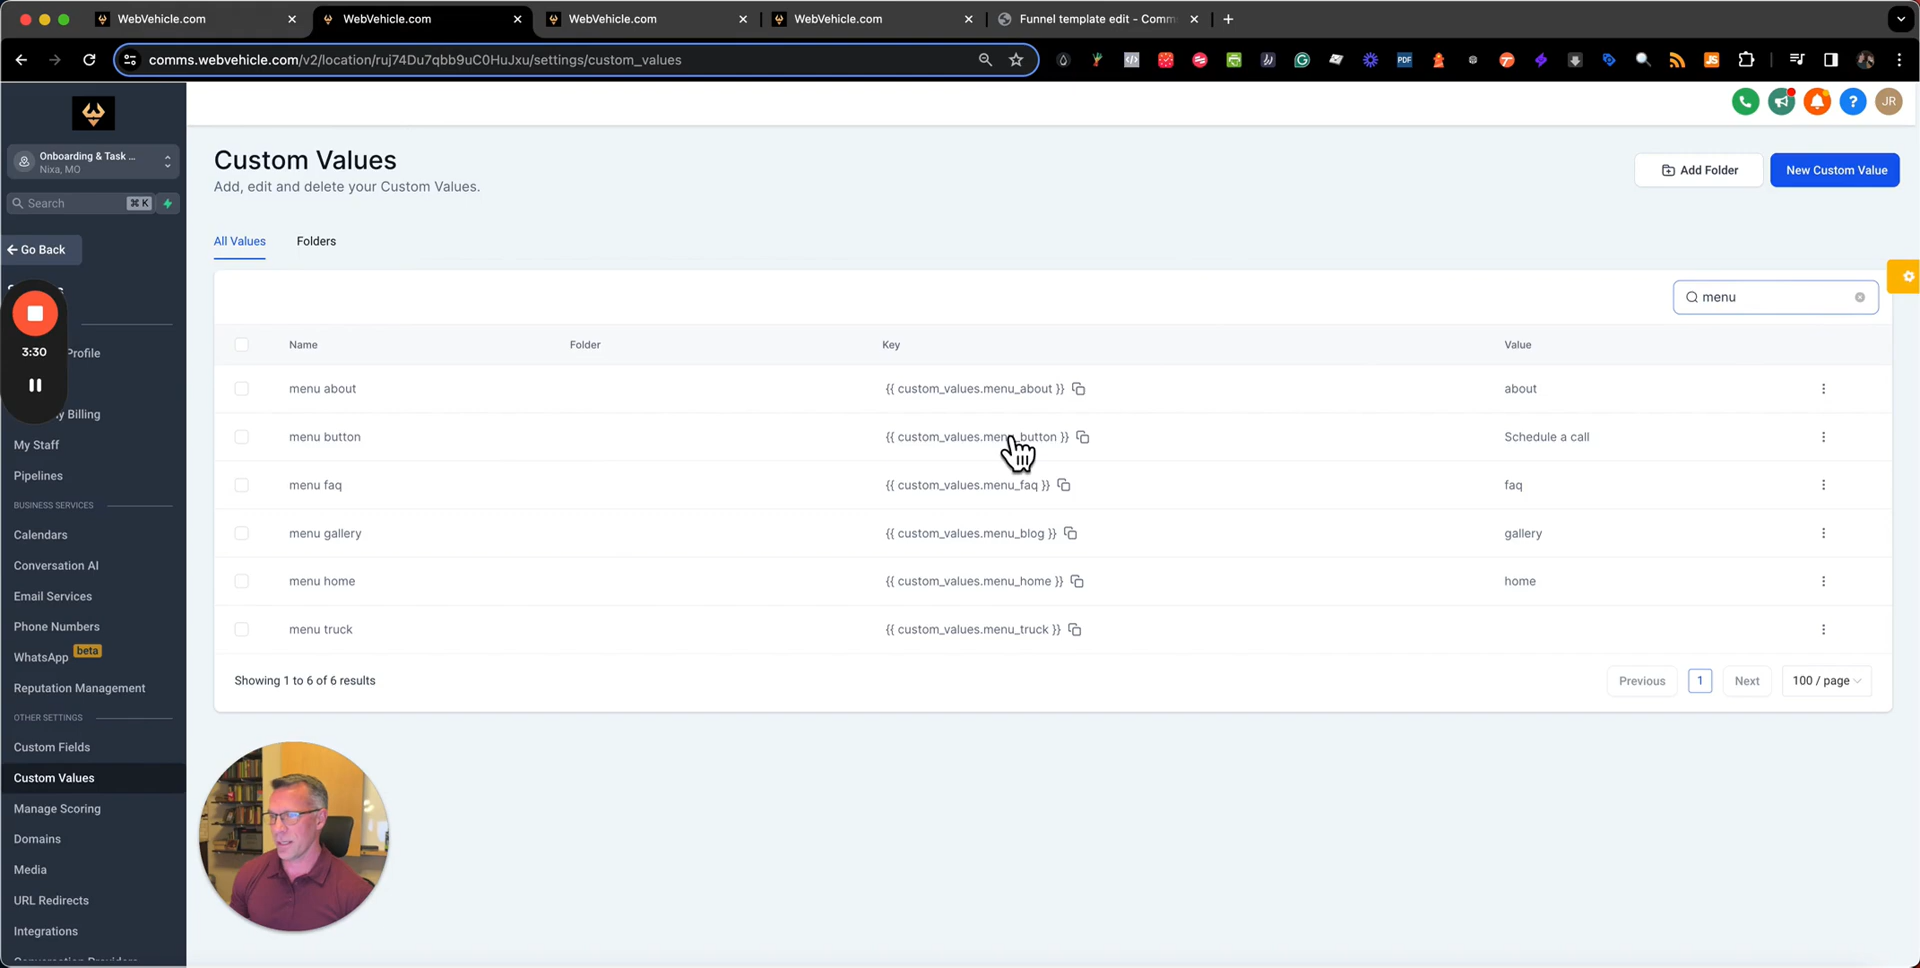 WebVehicle.com
WebVehicle.com
WebVehicle.com
WebVehicle.com
Funnel template edit - Comm
comms.webvehicle.com/v2/location/ruj74Du7qbb9uC0HuJxu/settings/custom_values
PDF
JS
JR
Onboarding & Task ...
Nixa, MO
Search
⌘ K
Go Back
3:30
Profile
y Billing
My Staff
Pipelines
BUSINESS SERVICES
Calendars
Conversation AI
Email Services
Phone Numbers
WhatsApp beta
Reputation Management
OTHER SETTINGS
Custom Fields
Custom Values
Manage Scoring
Domains
Media
URL Redirects
Integrations
Custom Values
Add, edit and delete your Custom Values.
Add Folder
New Custom Value
All Values
Folders
menu
Name Folder Key Value
menu about {{ custom_values.menu_about }} about
menu button {{ custom_values.menu_button }} Schedule a call
menu faq {{ custom_values.menu_faq }} faq
menu gallery {{ custom_values.menu_blog }} gallery
menu home {{ custom_values.menu_home }} home
menu truck {{ custom_values.menu_truck }}
Showing 1 to 6 of 6 results
Previous 1 Next 100 / page